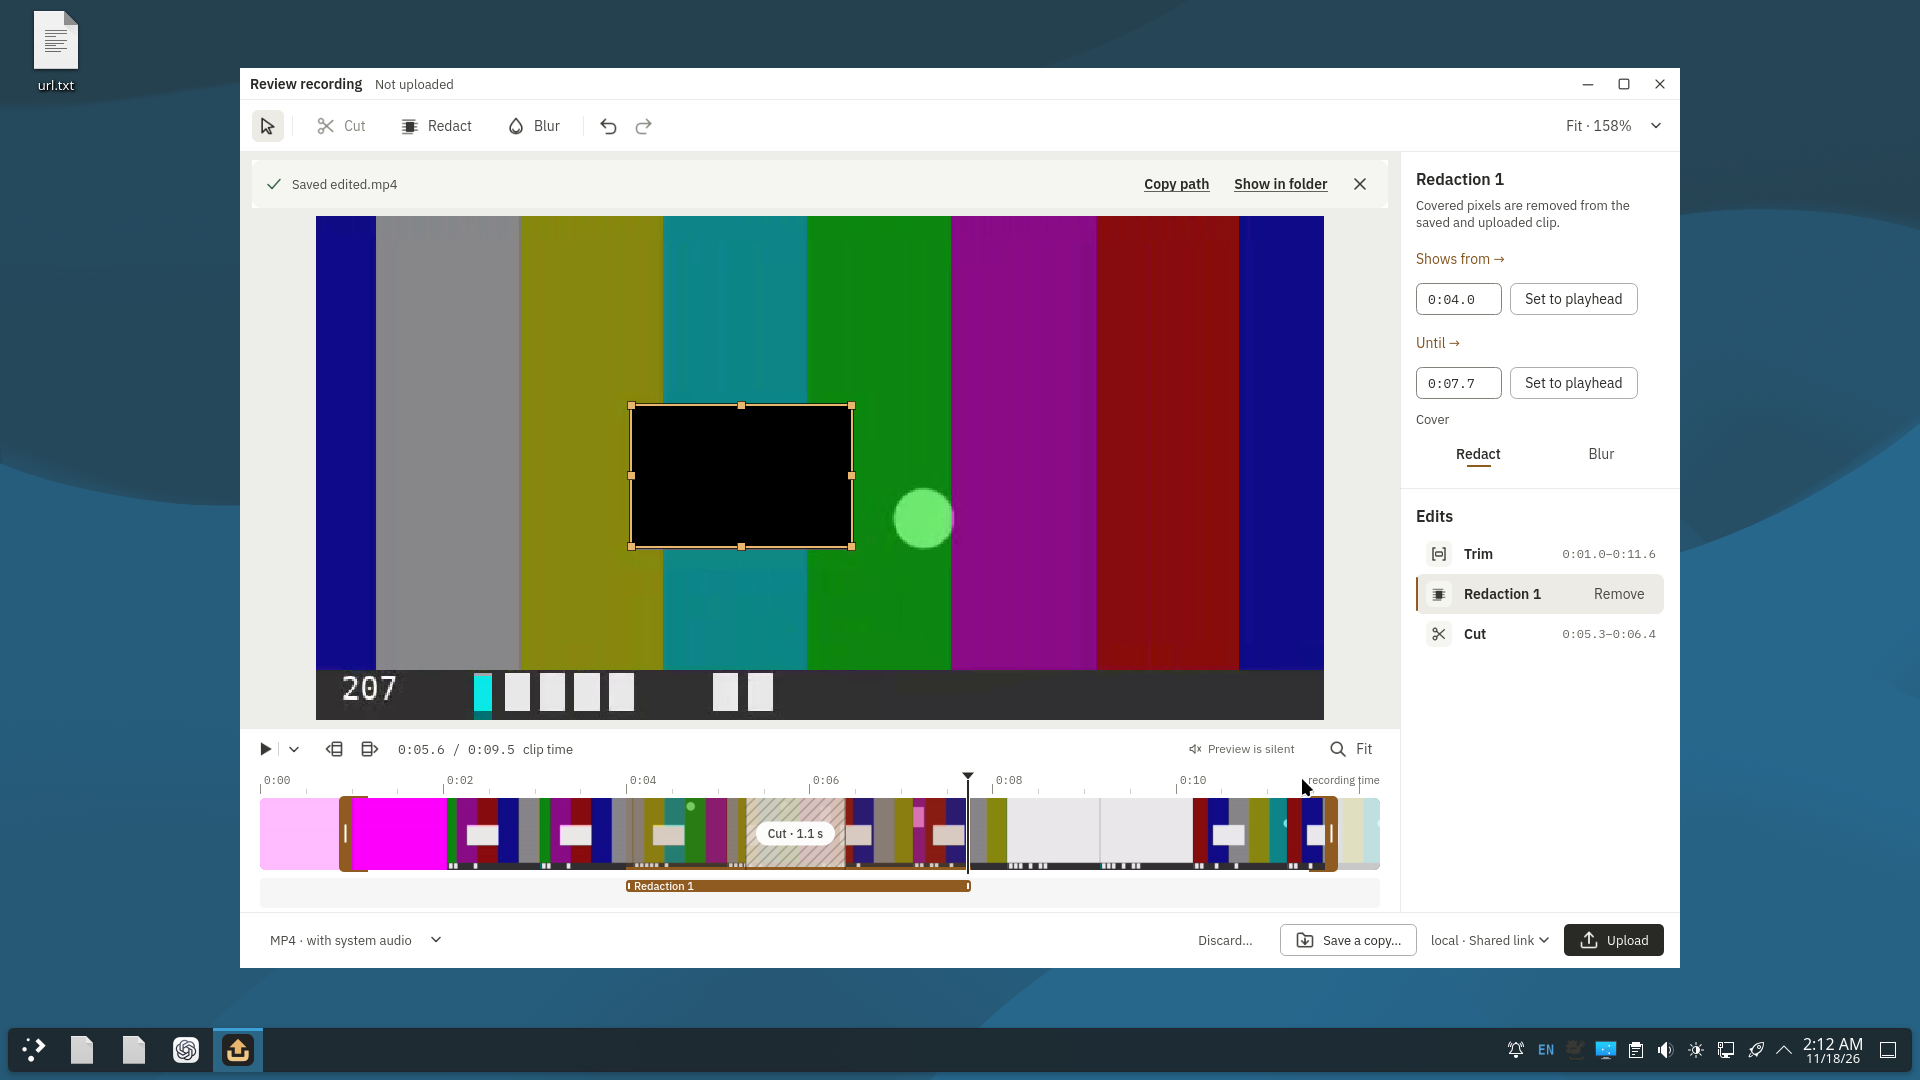 url.txt
Review recording Not uploaded
Cut Redact Blur Fit · 158%
Saved edited.mp4 Copy path Show in folder
207
Redaction 1
Covered pixels are removed from the
saved and uploaded clip.
Shows from →
0:04.0 Set to playhead
Until →
0:07.7 Set to playhead
Cover
Redact Blur
Edits
Trim 0:01.0–0:11.6
Redaction 1 Remove
Cut 0:05.3–0:06.4
0:05.6 / 0:09.5 clip time Preview is silent Fit
0:00 0:02 0:04 0:06 0:08 0:10 recording time
Cut · 1.1 s
Redaction 1
MP4 · with system audio Discard... Save a copy... local · Shared link Upload
EN 2:12 AM
11/18/26